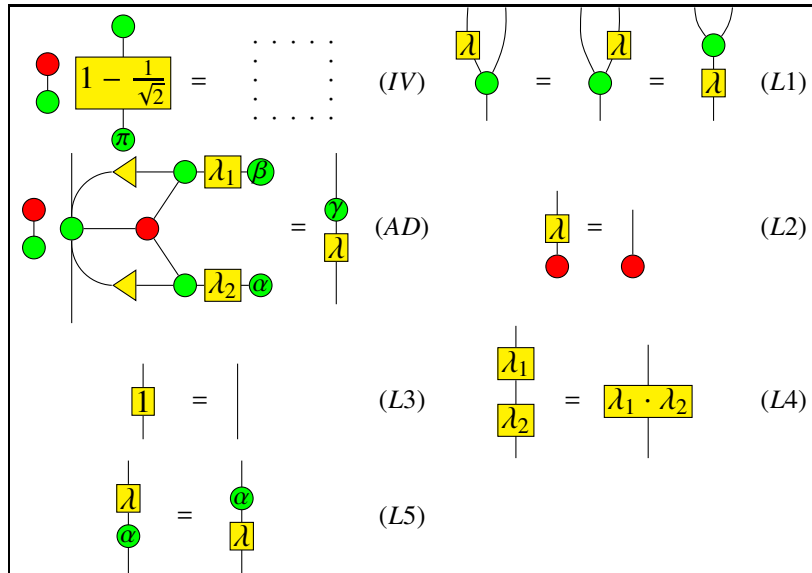 1 − 1/√2 = (IV)
π
λ = λ = λ (L1)
λ₁ β
γ
= λ (AD)
λ₂ α
λ = (L2)
1 = (L3)
λ₁
λ₂ = λ₁ · λ₂ (L4)
λ α
α = λ (L5)